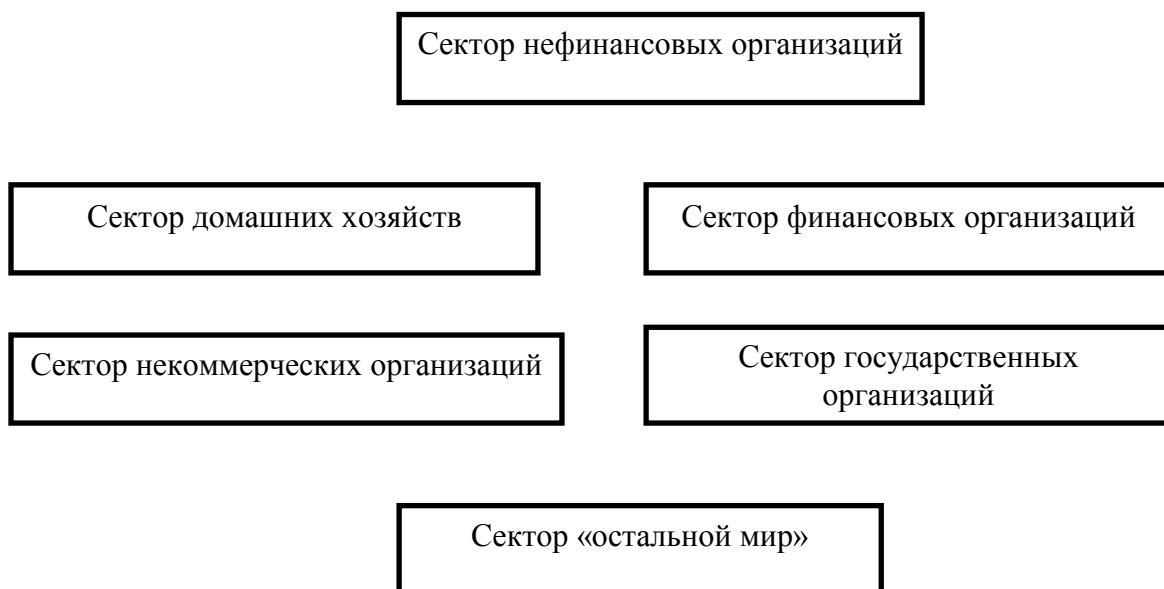 Сектор нефинансовых организаций
Сектор домашних хозяйств
Сектор финансовых организаций
Сектор некоммерческих организаций
Сектор государственных
организаций
Сектор «остальной мир»